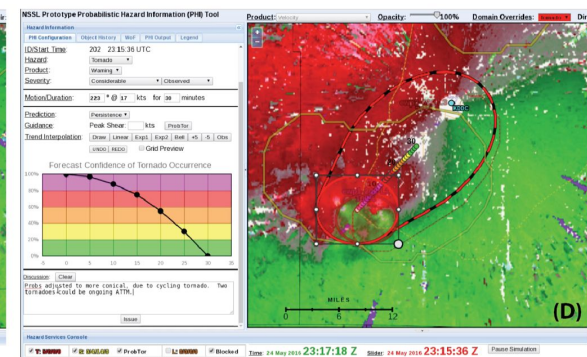 NSSL Prototype Probabilistic Hazard Information (PHI) Tool
Product: Velocity Opacity: 100% Domain Overrides: Dir
Hazard Information
PHI Configuration Object History WoF PHI Output Legend
ID/Start Time: 202 23:15:36 UTC
Hazard: Tornado
Product: Warning
Severity: Considerable Observed
Motion/Duration: 223 ° @ 17 kts for 30 minutes
Prediction: Persistence
Guidance: Peak Shear: kts ProbTor
Trend Interpolation: Draw Linear Exp1 Exp2 Bell +5 -5 Obs
UNDO REDO Grid Preview
Forecast Confidence of Tornado Occurrence
100%
80%
60%
40%
20%
0%
-5 0 5 10 15 20 25 30 35
Discussion: Clear
Probs adjusted to more conical, due to cycling tornado. Two
tornadoes could be ongoing ATTM.
Issue
MILES
0 6 12
(D)
Hazard Services Console
ProbTor Blocked Time: 24 May 2016 23:17:18 Z Slider: 24 May 2016 23:15:36 Z Pause Simulation